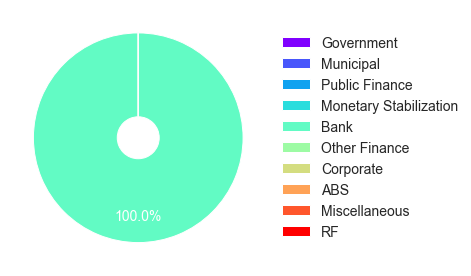 Government
Municipal
Public Finance
Monetary Stabilization
Bank
Other Finance
Corporate
ABS
Miscellaneous
RF
100.0%